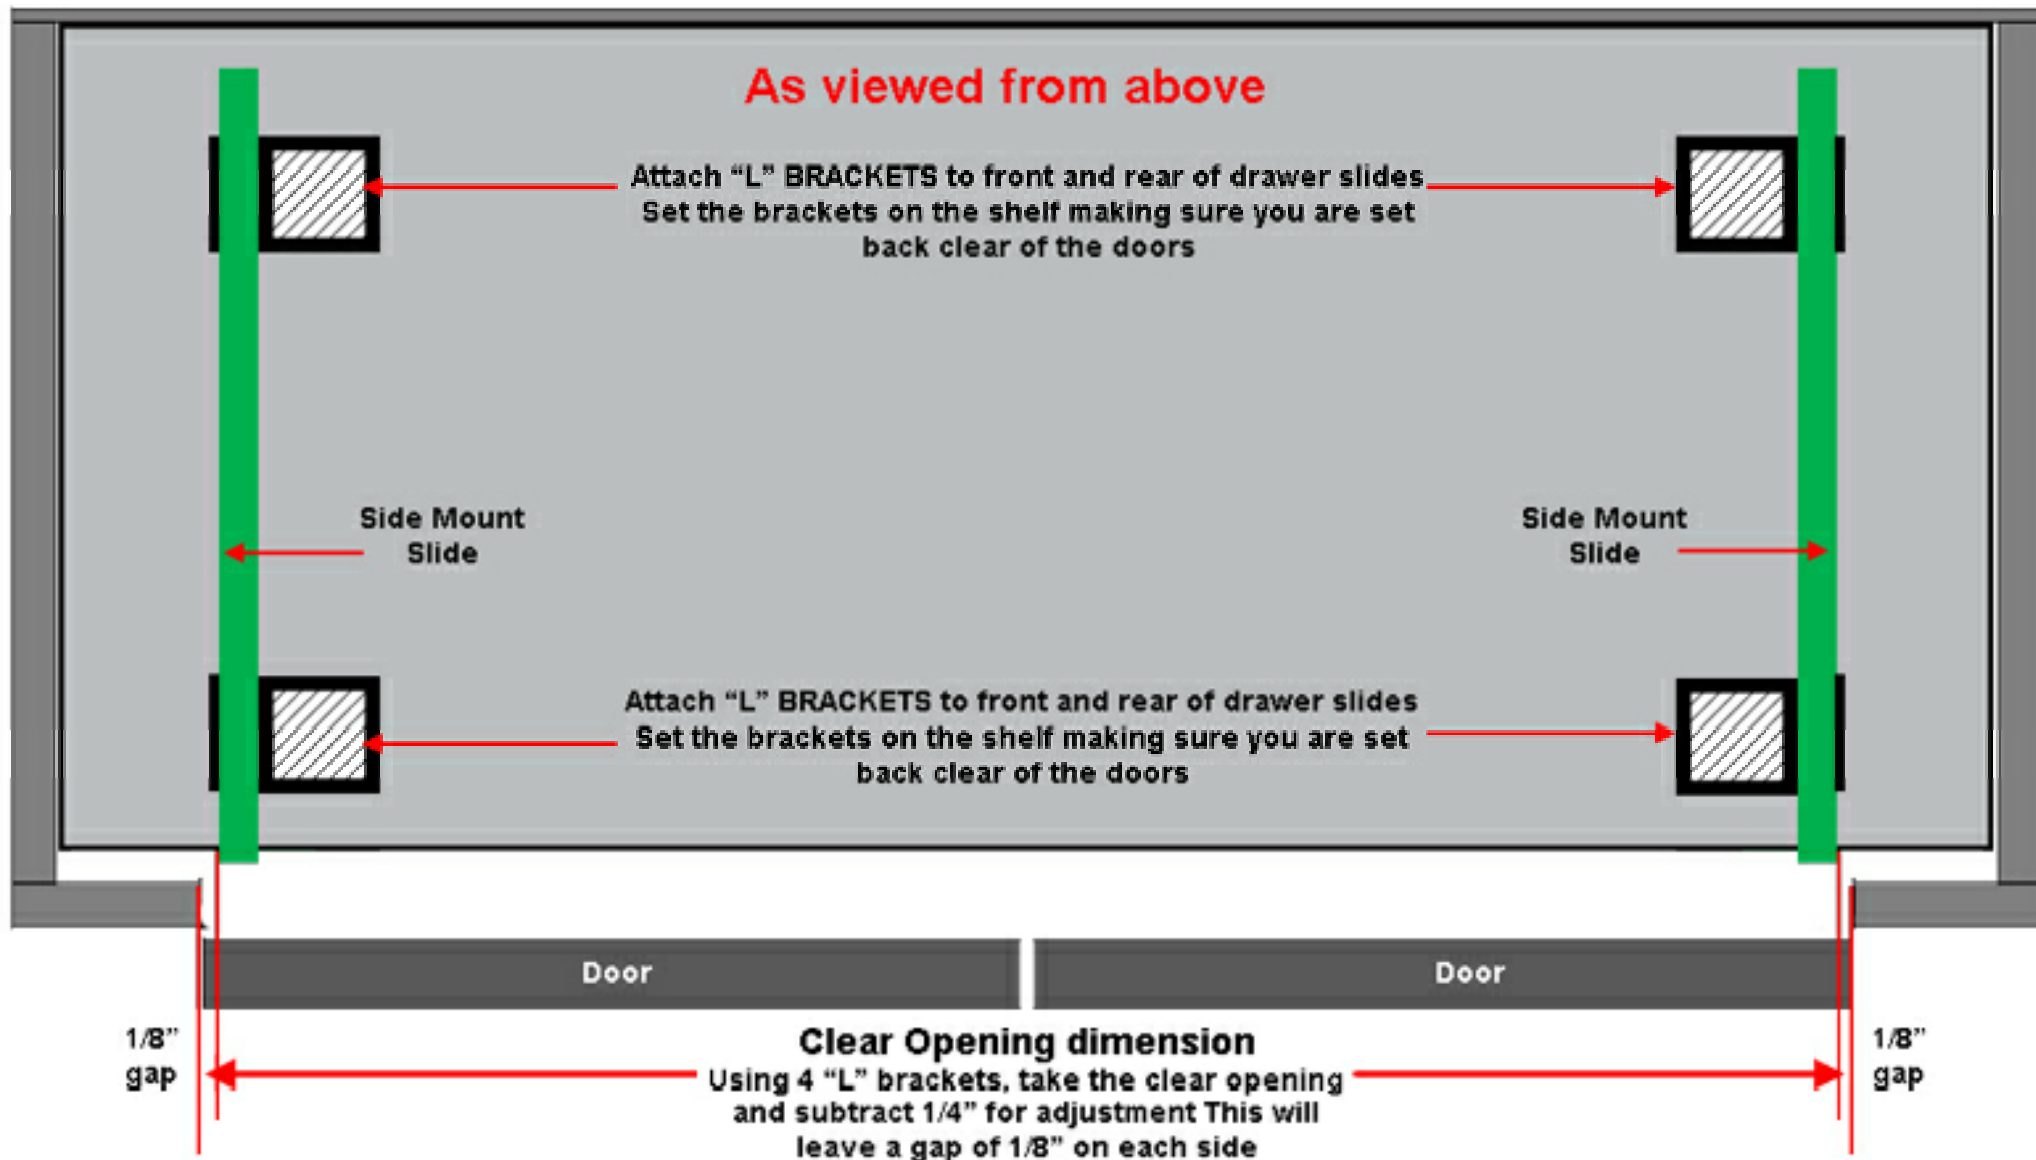 As viewed from above
Attach “L” BRACKETS to front and rear of drawer slides
Set the brackets on the shelf making sure you are set
back clear of the doors
Side Mount
Slide
Side Mount
Slide
Attach “L” BRACKETS to front and rear of drawer slides
Set the brackets on the shelf making sure you are set
back clear of the doors
Door
Door
1/8”
gap
Clear Opening dimension
Using 4 “L” brackets, take the clear opening
and subtract 1/4” for adjustment This will
leave a gap of 1/8” on each side
1/8”
gap